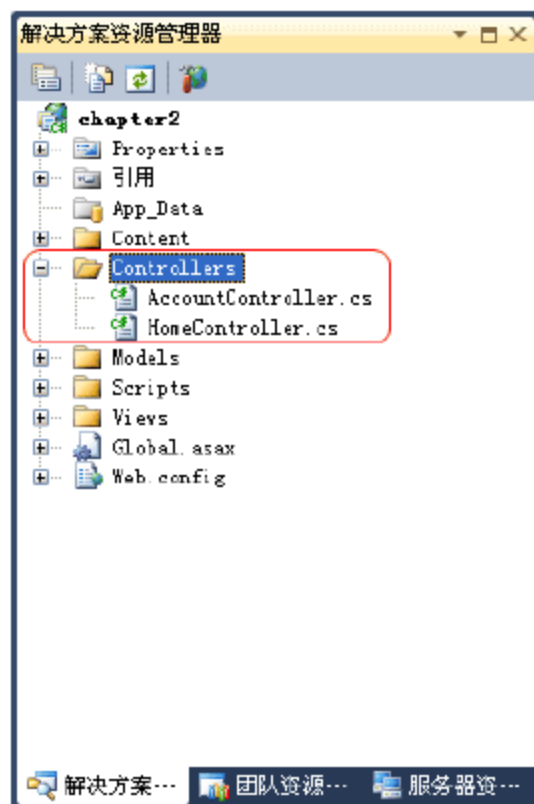 解决方案资源管理器
chapter2
Properties
引用
App_Data
Content
Controllers
AccountController.cs
HomeController.cs
Models
Scripts
Views
Global.asax
Web.config
解决方案… 团队资源… 服务器资…